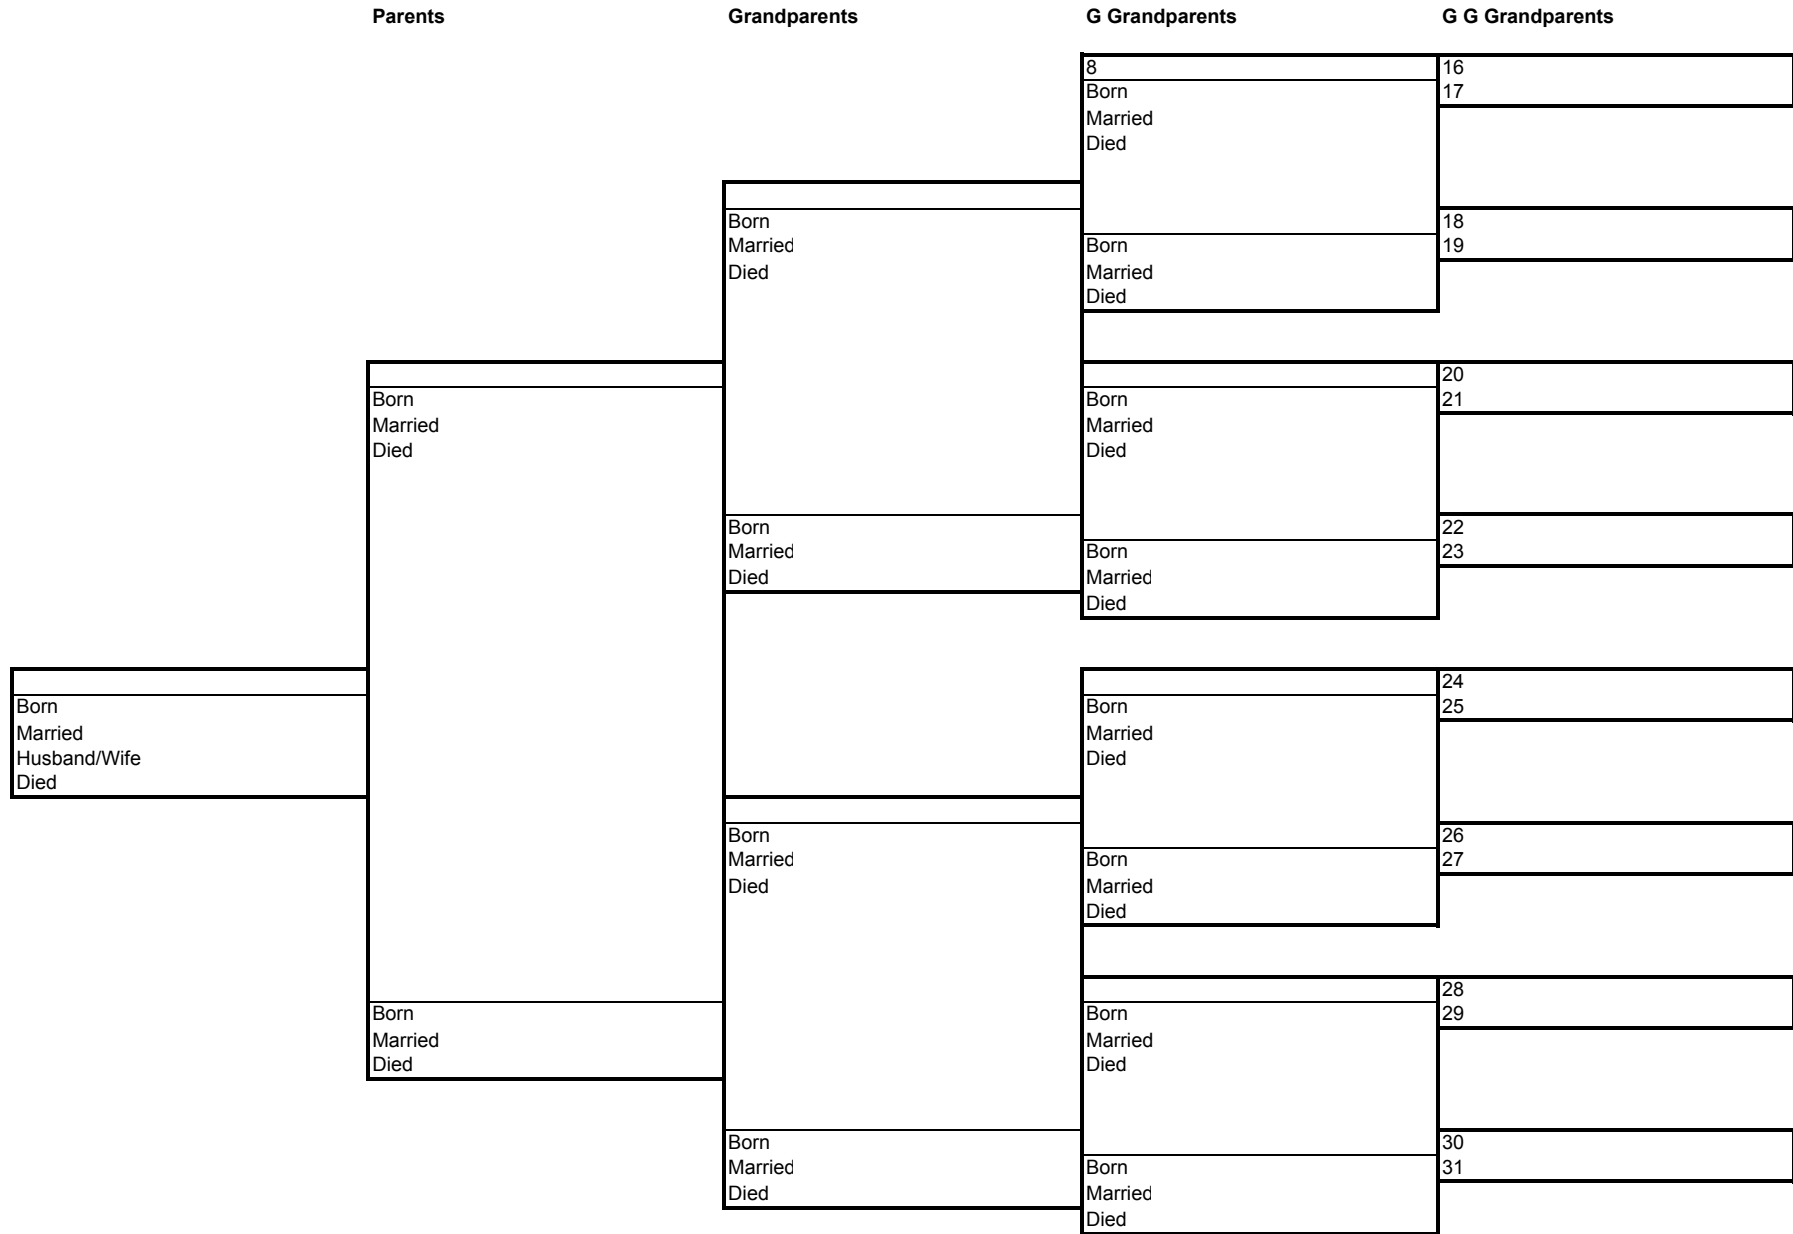 Parents Grandparents G Grandparents G G Grandparents
8 16
Born 17
Married
Died
Born 18
Married Born 19
Died Married
Died
20
Born Born 21
Married Married
Died Died
Born 22
Married Born 23
Died Married
Died
24
Born Born 25
Married Married
Husband/Wife Died
Died
Born 26
Married Born 27
Died Married
Died
28
Born Born 29
Married Married
Died Died
Born 30
Married Born 31
Died Married
Died